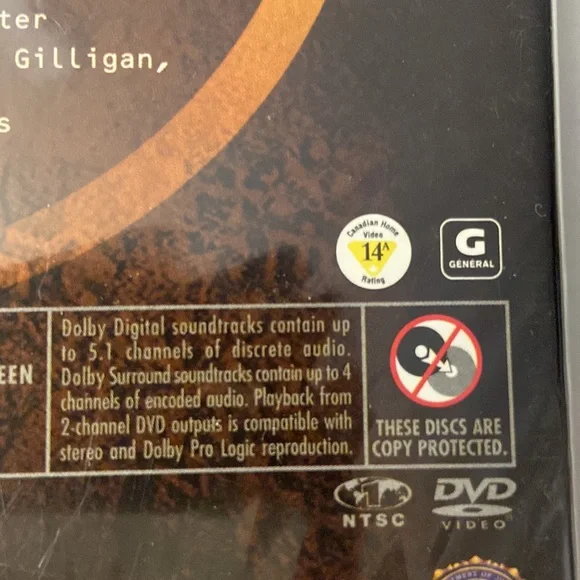 ter
Gilligan,
s
Canadian Home
Video
14A
Rating
G
GÉNÉRAL
EEN
Dolby Digital soundtracks contain up
to 5.1 channels of discrete audio.
Dolby Surround soundtracks contain up to 4
channels of encoded audio. Playback from
2-channel DVD outputs is compatible with
stereo and Dolby Pro Logic reproduction.
THESE DISCS ARE
COPY PROTECTED.
1
NTSC
DVD
VIDEO